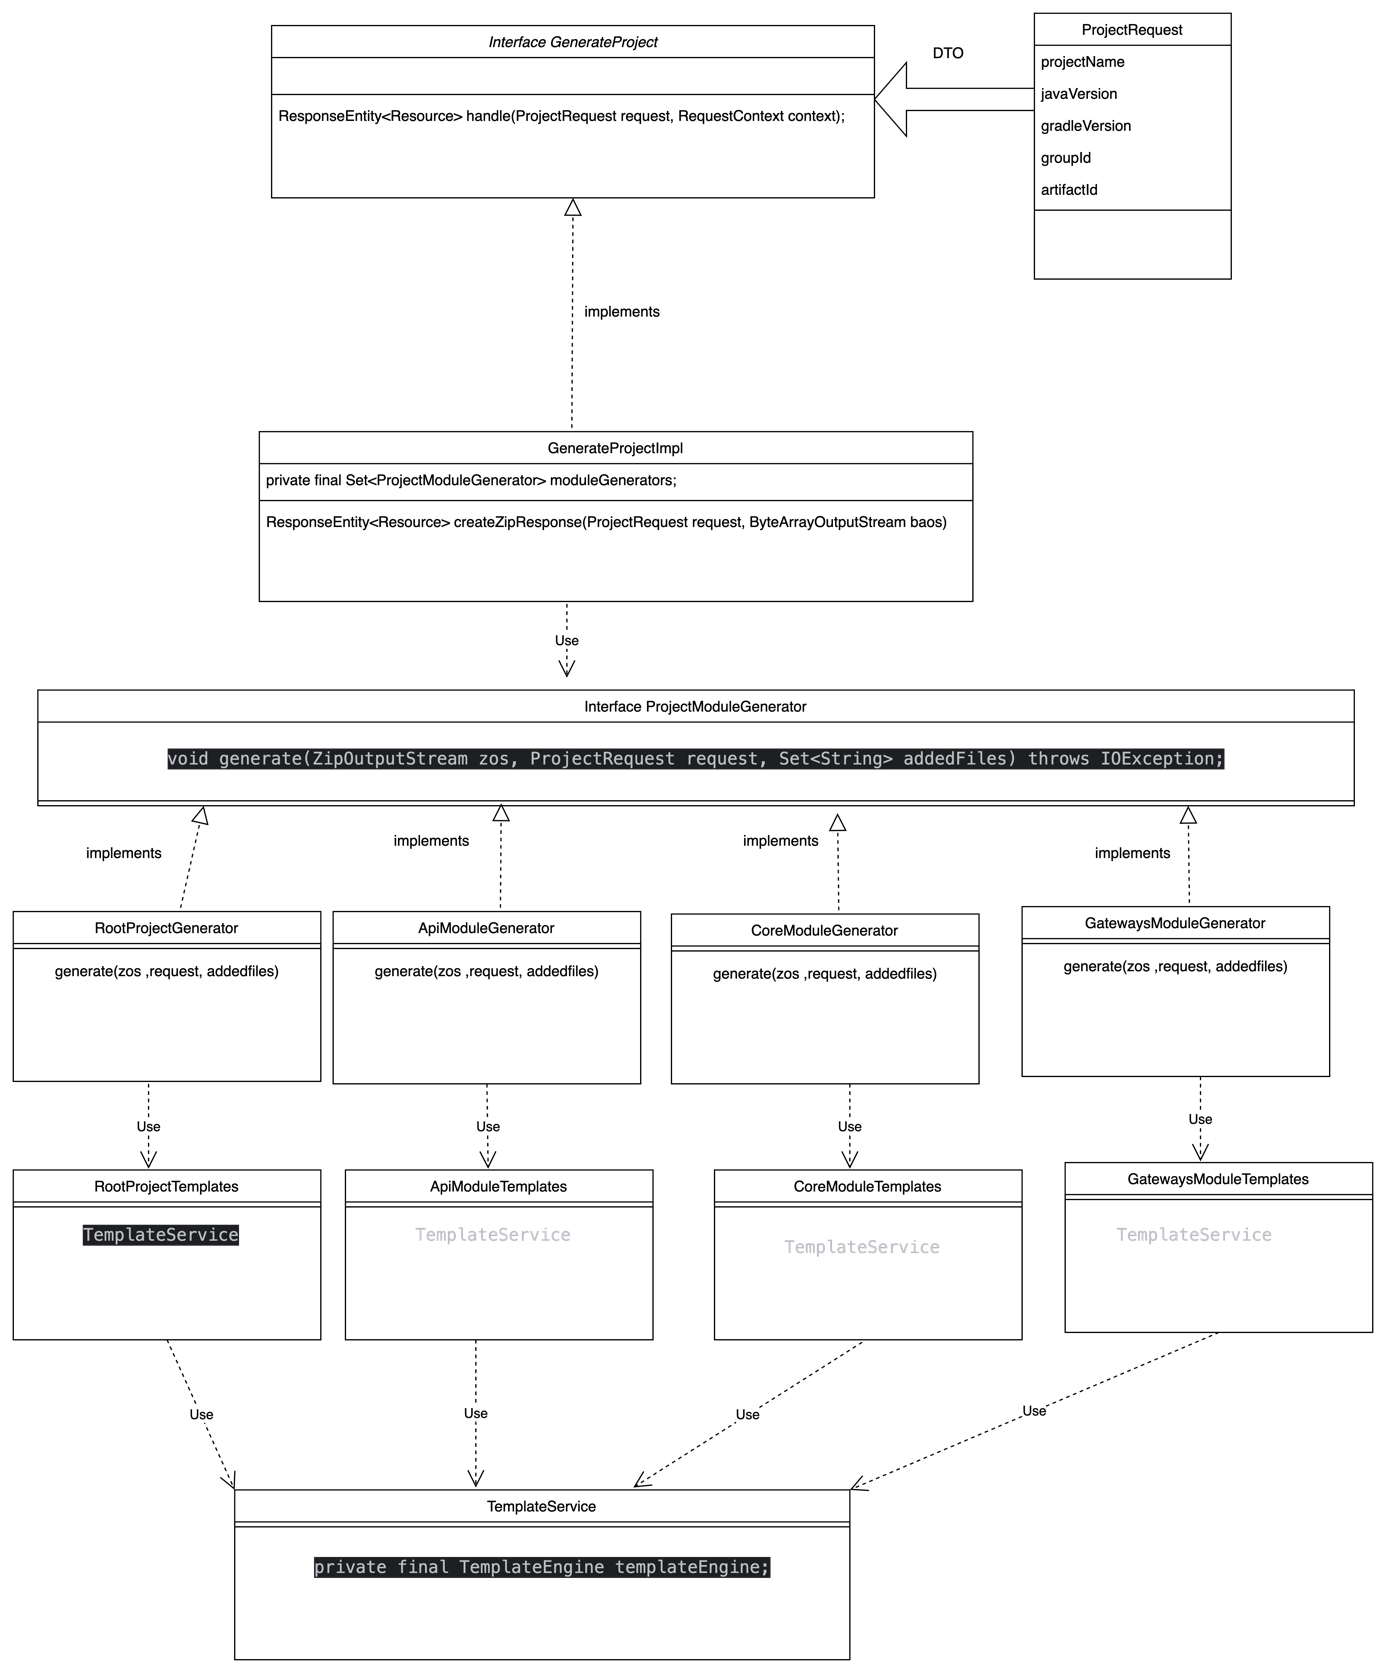 Interface GenerateProject
ResponseEntity<Resource> handle(ProjectRequest request, RequestContext context);
DTO
ProjectRequest
projectName
javaVersion
gradleVersion
groupId
artifactId
implements
GenerateProjectImpl
private final Set<ProjectModuleGenerator> moduleGenerators;
ResponseEntity<Resource> createZipResponse(ProjectRequest request, ByteArrayOutputStream baos)
Use
Interface ProjectModuleGenerator
void generate(ZipOutputStream zos, ProjectRequest request, Set<String> addedFiles) throws IOException;
implements
implements
implements
implements
RootProjectGenerator
generate(zos ,request, addedfiles)
ApiModuleGenerator
generate(zos ,request, addedfiles)
CoreModuleGenerator
generate(zos ,request, addedfiles)
GatewaysModuleGenerator
generate(zos ,request, addedfiles)
Use
Use
Use
Use
RootProjectTemplates
TemplateService
ApiModuleTemplates
TemplateService
CoreModuleTemplates
TemplateService
GatewaysModuleTemplates
TemplateService
Use
Use
Use
Use
TemplateService
private final TemplateEngine templateEngine;